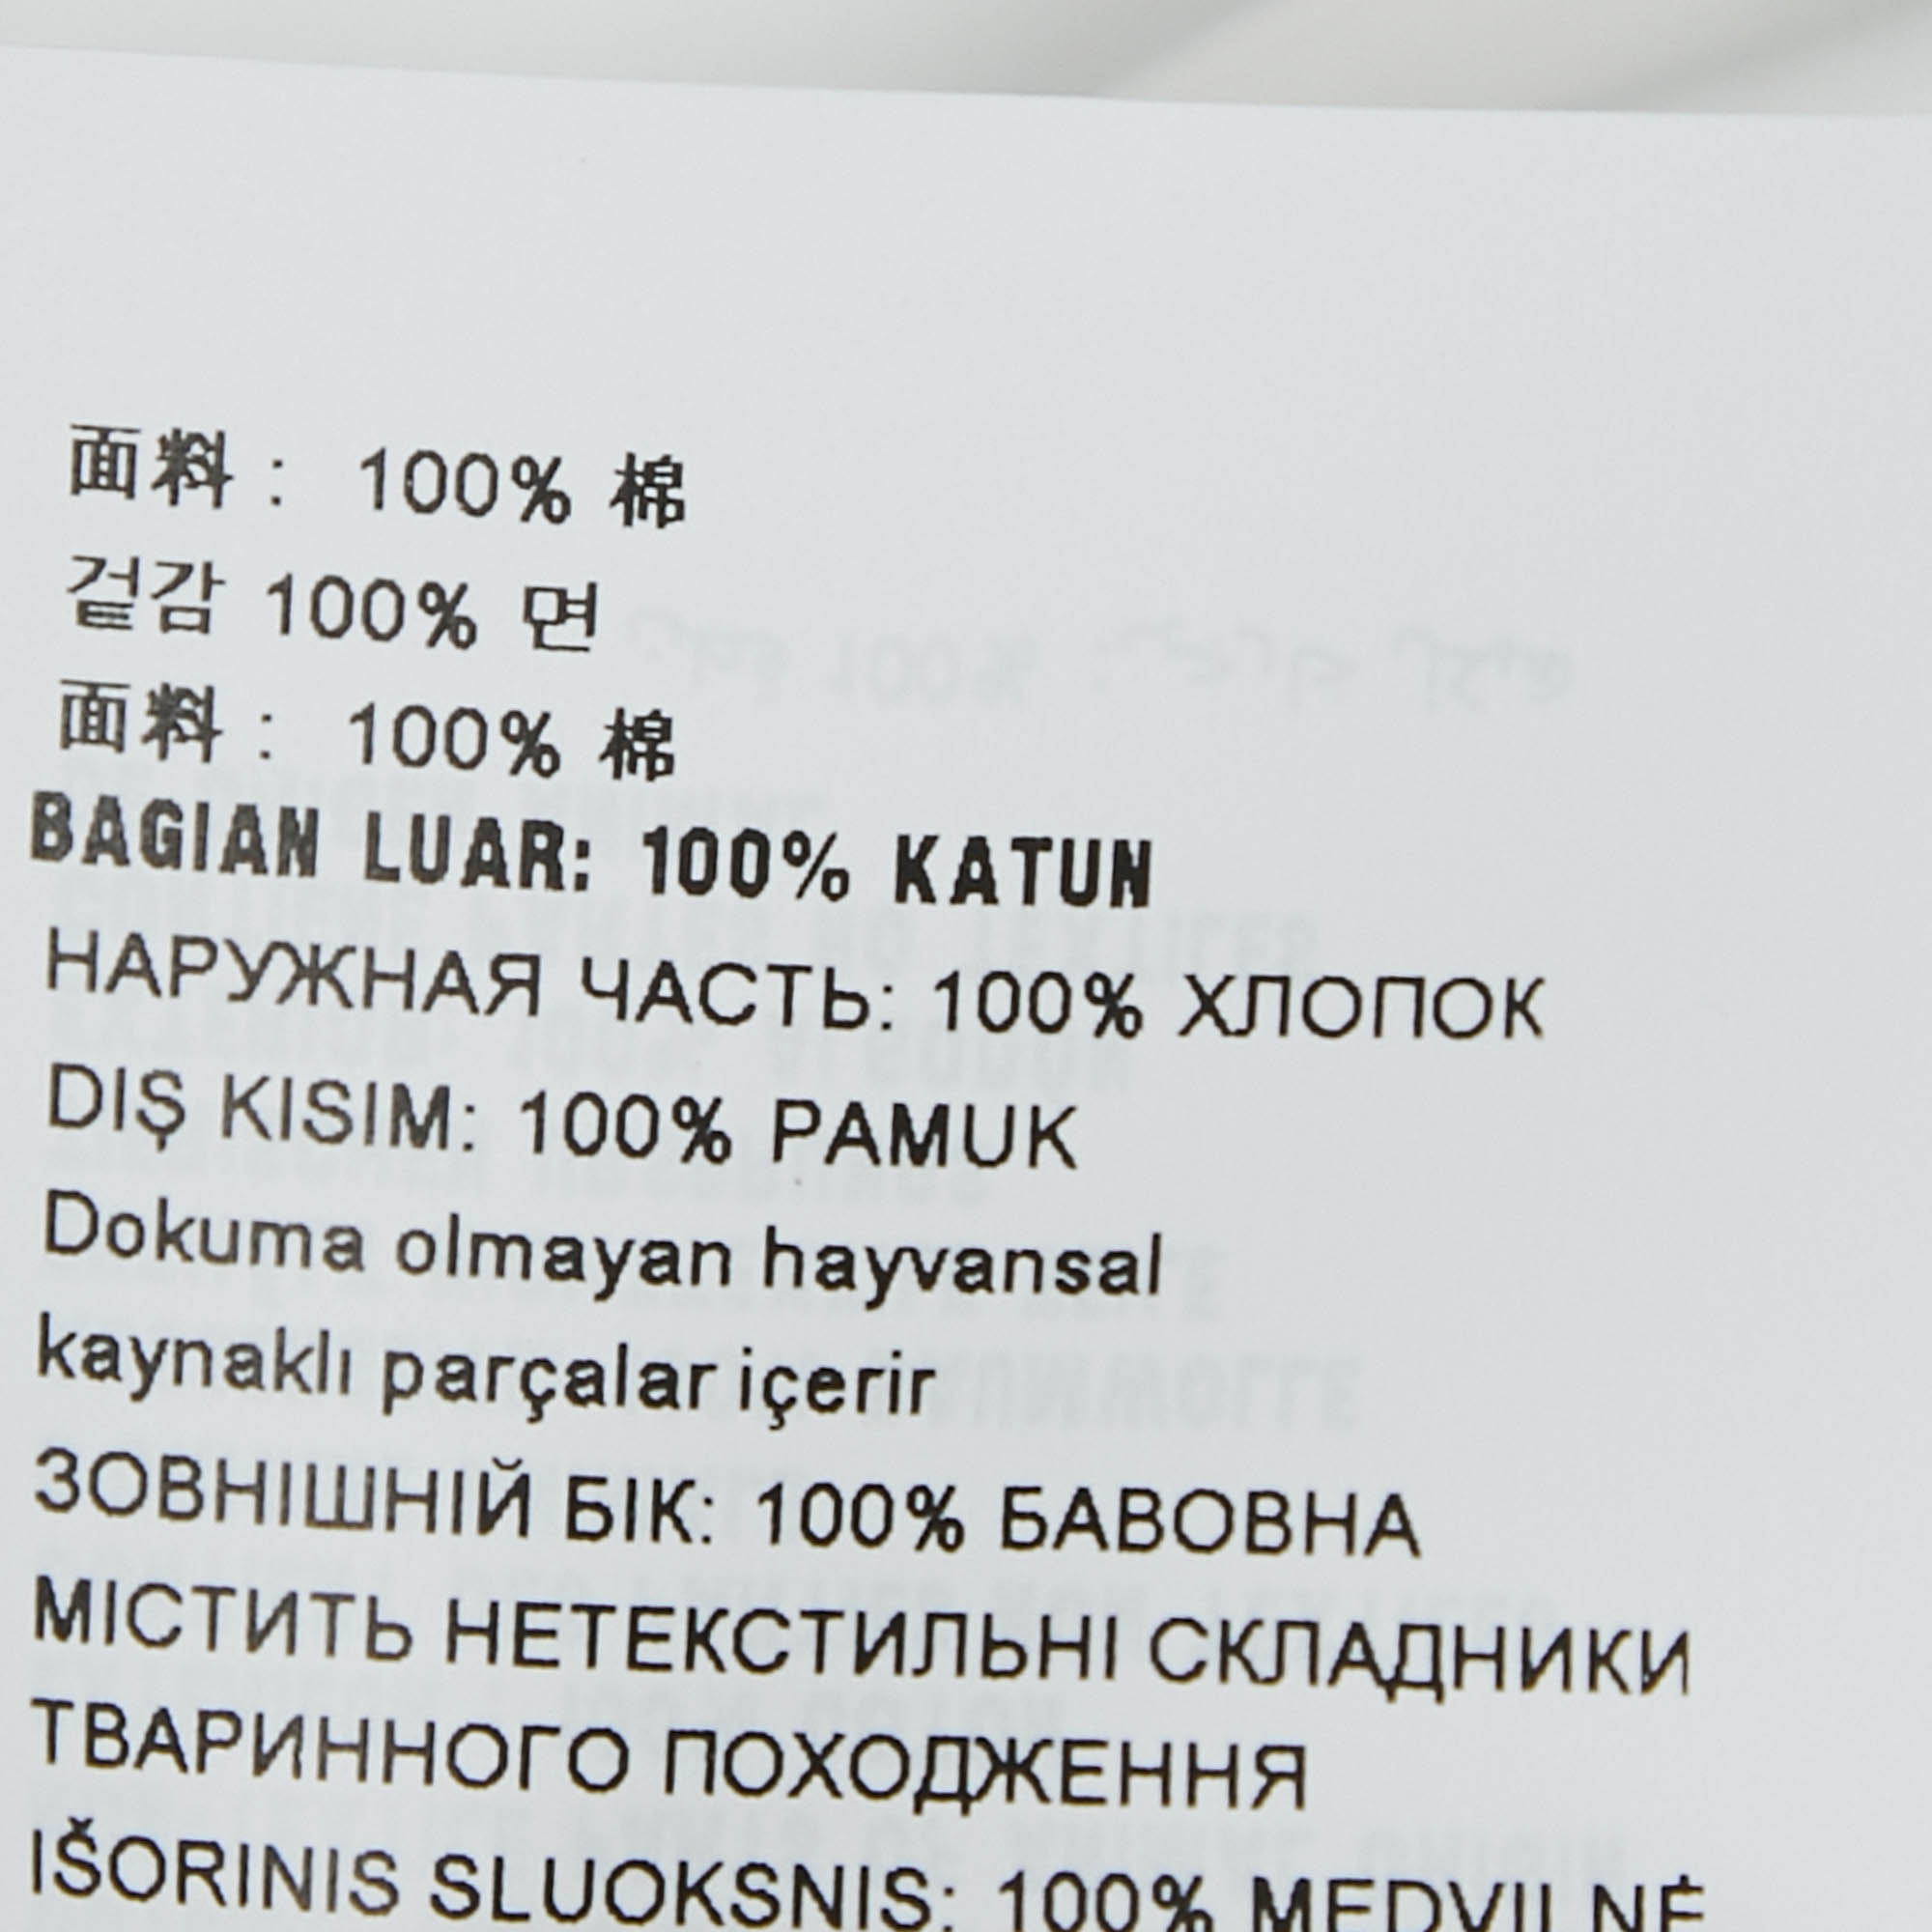 面料： 100% 棉
겉감 100% 면
面料： 100% 棉
BAGIAN LUAR: 100% KATUN
НАРУЖНАЯ ЧАСТЬ: 100% ХЛОПОК
DIŞ KISIM: 100% PAMUK
Dokuma olmayan hayvansal
kaynaklı parçalar içerir
ЗОВНІШНІЙ БІК: 100% БАВОВНА
МІСТИТЬ НЕТЕКСТИЛЬНІ СКЛАДНИКИ
ТВАРИННОГО ПОХОДЖЕННЯ
IŠORINIS SLUOKSNIS: 100% MEDVILNĖ